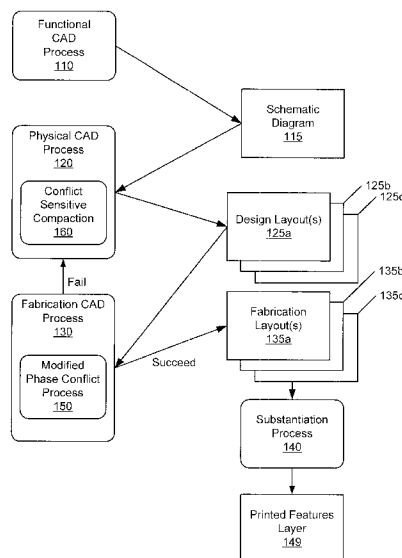 Functional
CAD
Process
110
Schematic
Diagram
115
Physical CAD
Process
120
Conflict
Sensitive
Compaction
160
125b
125c
Design Layout(s)
125a
Fail
Fabrication CAD
Process
130
Modified
Phase Conflict
Process
150
Succeed
135b
135c
Fabrication
Layout(s)
135a
Substantiation
Process
140
Printed Features
Layer
149